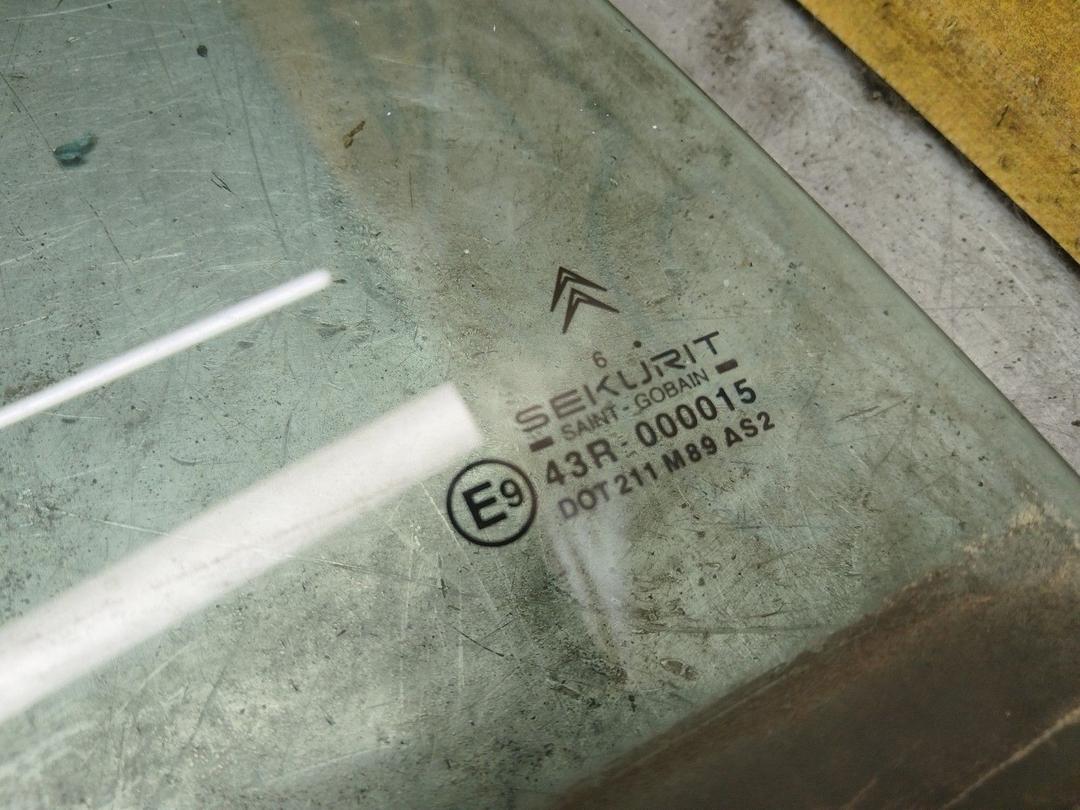 6
SEKURIT
SAINT-GOBAIN
E9
43R-000015
DOT 211 M89 AS2